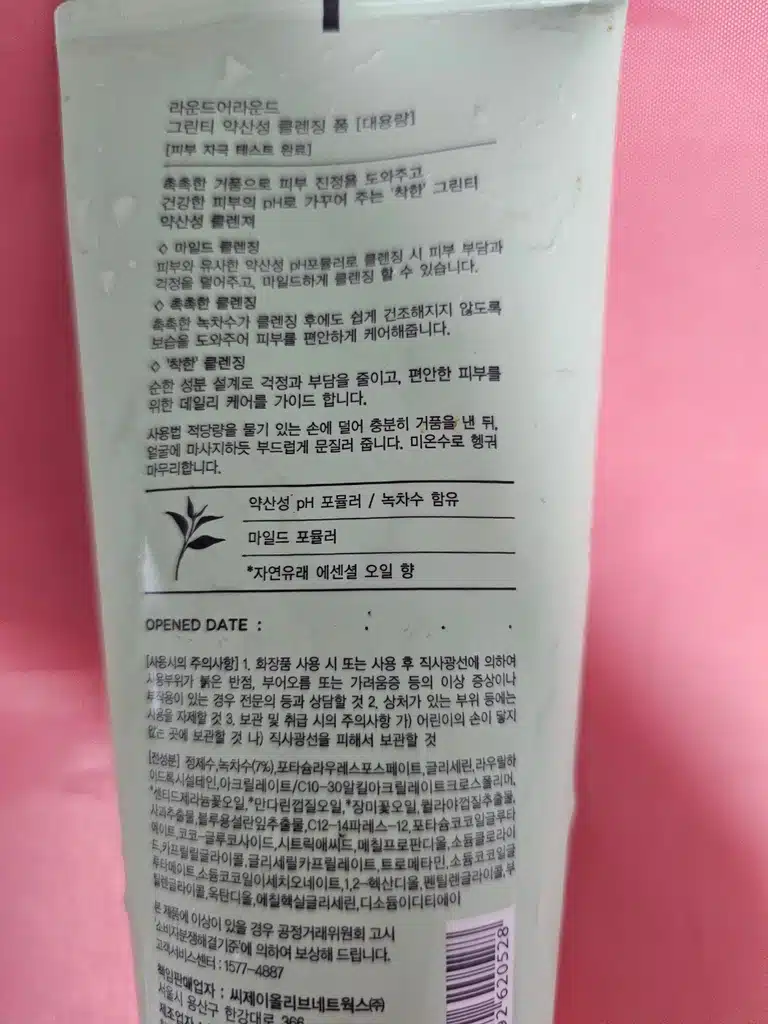 라운드어라운드
그린티 약산성 클렌징 폼 [대용량]
[피부 자극 테스트 완료]
촉촉한 거품으로 피부 진정을 도와주고
건강한 피부의 pH로 가꾸어 주는 '착한' 그린티
약산성 클렌져
◇ 마일드 클렌징
피부와 유사한 약산성 pH포뮬러로 클렌징 시 피부 부담과
걱정을 덜어주고, 마일드하게 클렌징 할 수 있습니다.
◇ 촉촉한 클렌징
촉촉한 녹차수가 클렌징 후에도 쉽게 건조해지지 않도록
보습을 도와주어 피부를 편안하게 케어해줍니다.
◇ '착한' 클렌징
순한 성분 설계로 걱정과 부담을 줄이고, 편안한 피부를
위한 데일리 케어를 가이드 합니다.
사용법 적당량을 물기 있는 손에 덜어 충분히 거품을 낸 뒤,
얼굴에 마사지하듯 부드럽게 문질러 줍니다. 미온수로 헹궈
마무리합니다.
약산성 pH 포뮬러 / 녹차수 함유
마일드 포뮬러
*자연유래 에센셜 오일 향
OPENED DATE : . . .
[사용시의 주의사항] 1. 화장품 사용 시 또는 사용 후 직사광선에 의하여
사용부위가 붉은 반점, 부어오름 또는 가려움증 등의 이상 증상이나
부작용이 있는 경우 전문의 등과 상담할 것 2. 상처가 있는 부위 등에는
사용을 자제할 것 3. 보관 및 취급 시의 주의사항 가) 어린이의 손이 닿지
않는 곳에 보관할 것 나) 직사광선을 피해서 보관할 것
[전성분] 정제수,녹차수(7%),포타슘라우레스포스페이트,글리세린,라우릴하
이드록시설테인,아크릴레이트/C10-30알킬아크릴레이트크로스폴리머,
*센티드제라늄꽃오일,*만다린껍질오일,*장미꽃오일,퀼라야껍질추출물,
사과추출물,블루용설란잎추출물,C12-14파레스-12,포타슘코코일글루타
메이트,코코-글루코사이드,시트릭애씨드,메칠프로판디올,소듐클로라이
드,카프릴릴글라이콜,글리세릴카프릴레이트,트로메타민,소듐코코일글
루타메이트,소듐코코일이세치오네이트,1,2-헥산디올,펜틸렌글라이콜,부
틸렌글라이콜,옥탄디올,에칠헥실글리세린,디소듐이디티에이
본 제품에 이상이 있을 경우 공정거래위원회 고시
'소비자분쟁해결기준'에 의하여 보상해 드립니다.
고객서비스센터 : 1577-4887
책임판매업자 : 씨제이올리브네트웍스㈜
서울시 용산구 한강대로 366
제조업자
620528